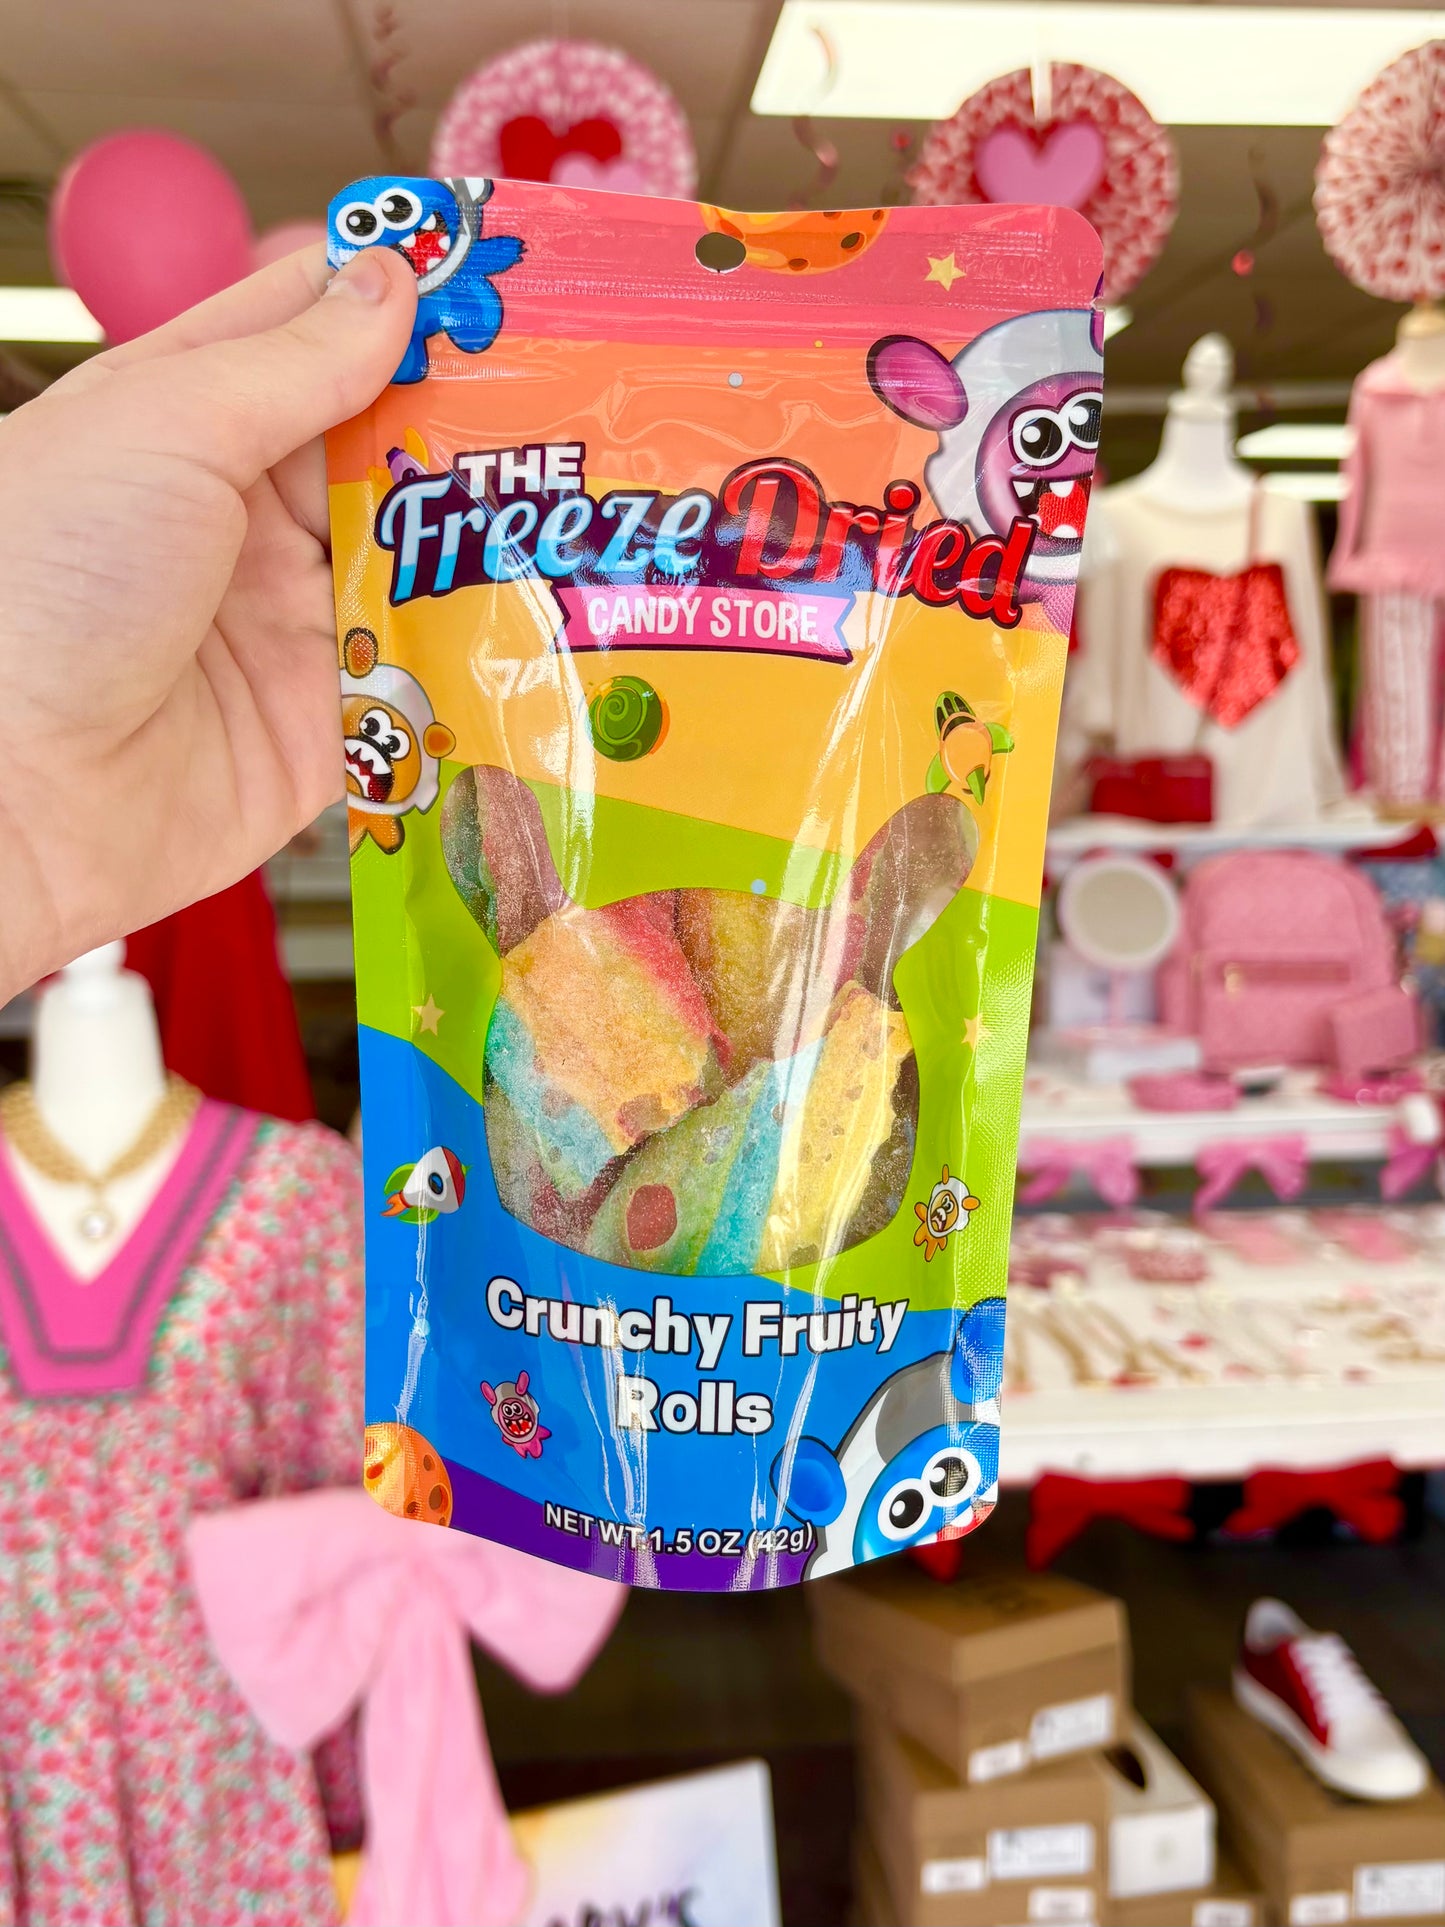 THE
Freeze Dried
CANDY STORE
Crunchy Fruity
Rolls
NET WT.1.5 OZ (42g)